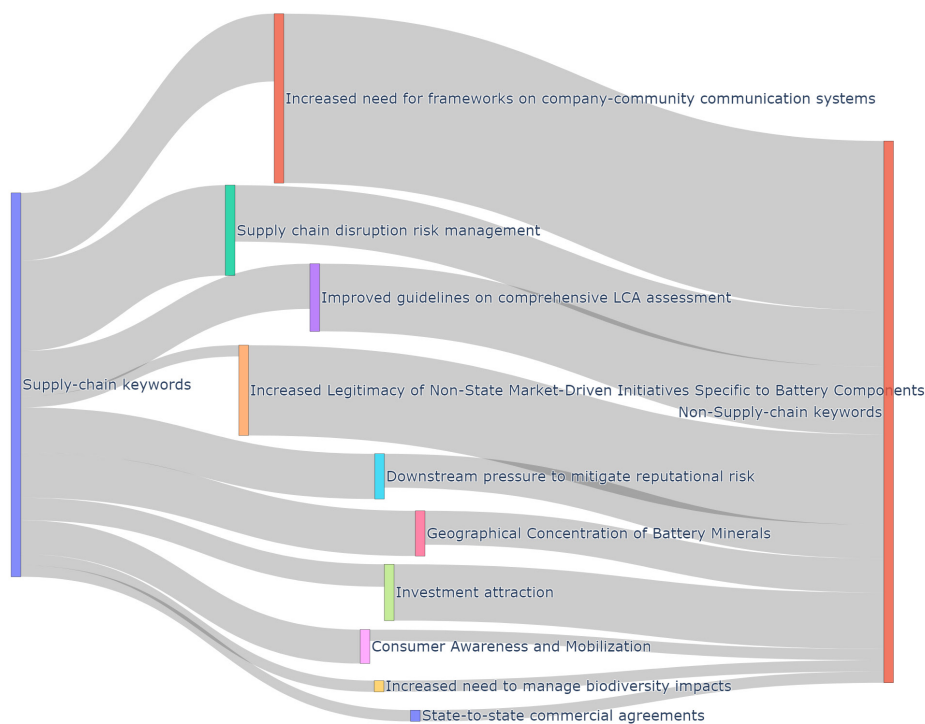 Increased need for frameworks on company-community communication systems
Supply chain disruption risk management
Improved guidelines on comprehensive LCA assessment
Supply-chain keywords
Increased Legitimacy of Non-State Market-Driven Initiatives Specific to Battery Components
Non-Supply-chain keywords
Downstream pressure to mitigate reputational risk
Geographical Concentration of Battery Minerals
Investment attraction
Consumer Awareness and Mobilization
Increased need to manage biodiversity impacts
State-to-state commercial agreements